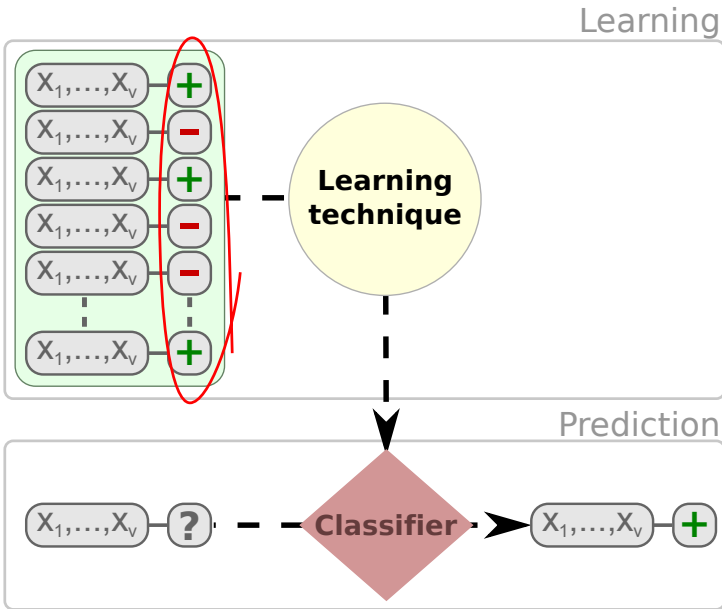 Learning
X₁,...,Xᵥ +
X₁,...,Xᵥ −
X₁,...,Xᵥ +
X₁,...,Xᵥ −
X₁,...,Xᵥ −
X₁,...,Xᵥ +
Learning
technique
Prediction
X₁,...,Xᵥ ?
Classifier
X₁,...,Xᵥ +